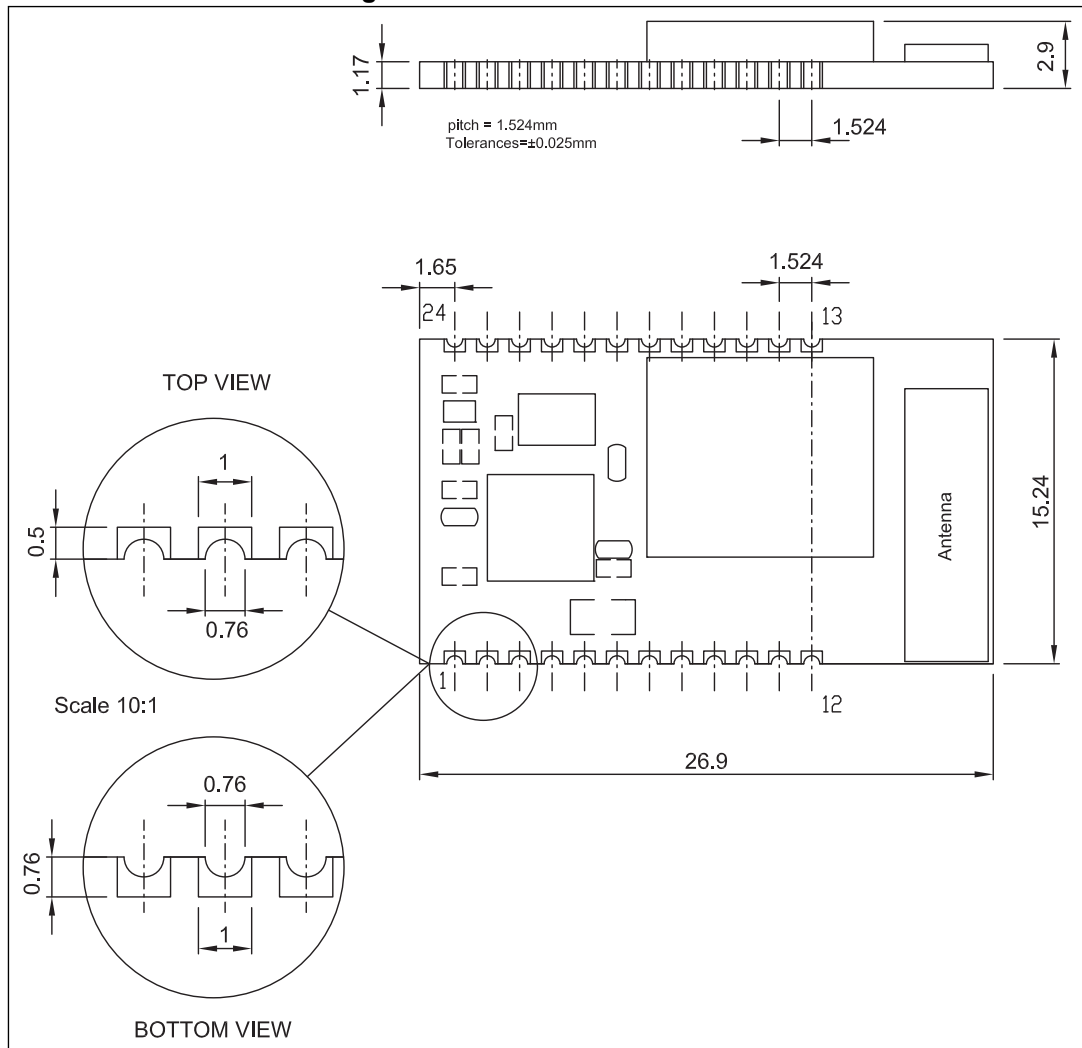 1.17
2.9
pitch = 1.524mm
Tolerances=±0.025mm
1.524
1.65
1.524
24
13
TOP VIEW
1
0.5
0.76
15.24
Antenna
1
12
Scale 10:1
26.9
0.76
0.76
1
BOTTOM VIEW